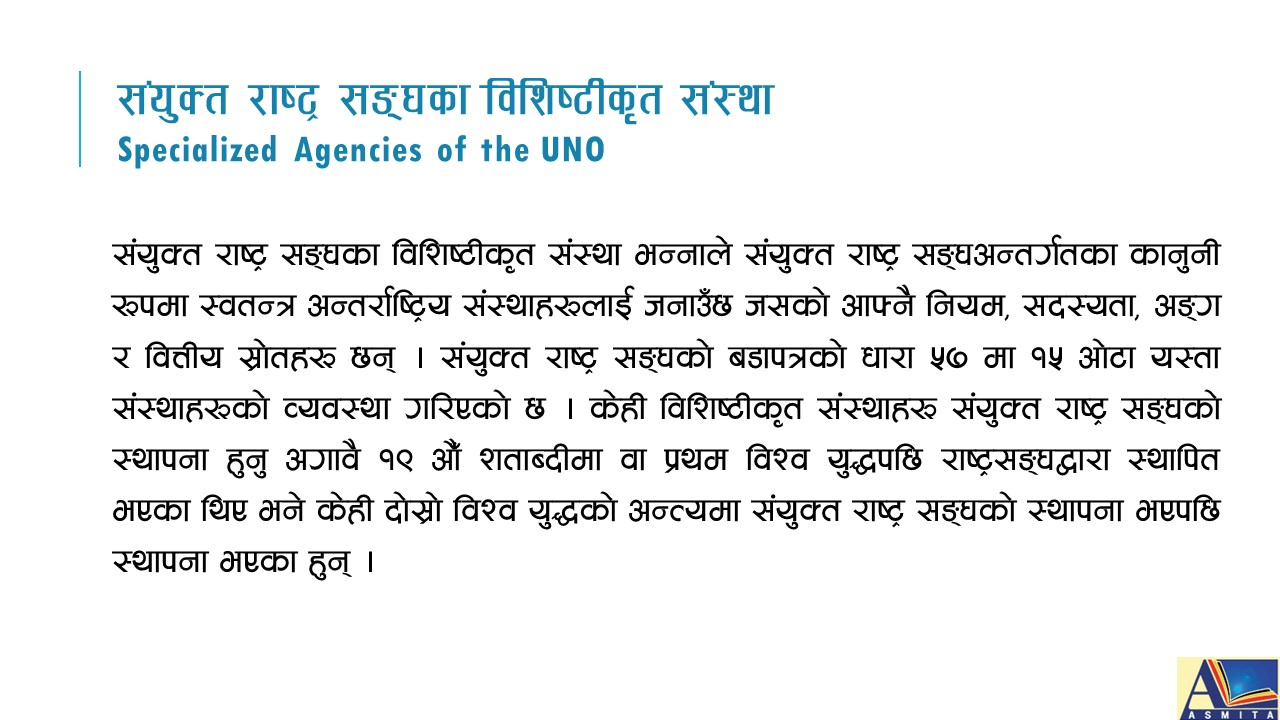 संयुक्त राष्ट्र सङ्घका विशिष्टीकृत संस्था
Specialized Agencies of the UNO
संयुक्त राष्ट्र सङ्घका विशिष्टीकृत संस्था भन्नाले संयुक्त राष्ट्र सङ्घअन्तर्गतका कानुनी
रुपमा स्वतन्त्र अन्तर्राष्ट्रिय संस्थाहरुलाई जनाउँछ जसको आफ्नै नियम, सदस्यता, अङ्ग
र वित्तीय स्रोतहरु छन् । संयुक्त राष्ट्र सङ्घको बडापत्रको धारा ५७ मा १५ ओटा यस्ता
संस्थाहरुको व्यवस्था गरिएको छ । केही विशिष्टीकृत संस्थाहरु संयुक्त राष्ट्र सङ्घको
स्थापना हुनु अगावै १९ औँ शताब्दीमा वा प्रथम विश्व युद्धपछि राष्ट्रसङ्घद्वारा स्थापित
भएका थिए भने केही दोस्रो विश्व युद्धको अन्त्यमा संयुक्त राष्ट्र सङ्घको स्थापना भएपछि
स्थापना भएका हुन् ।
ASMITA